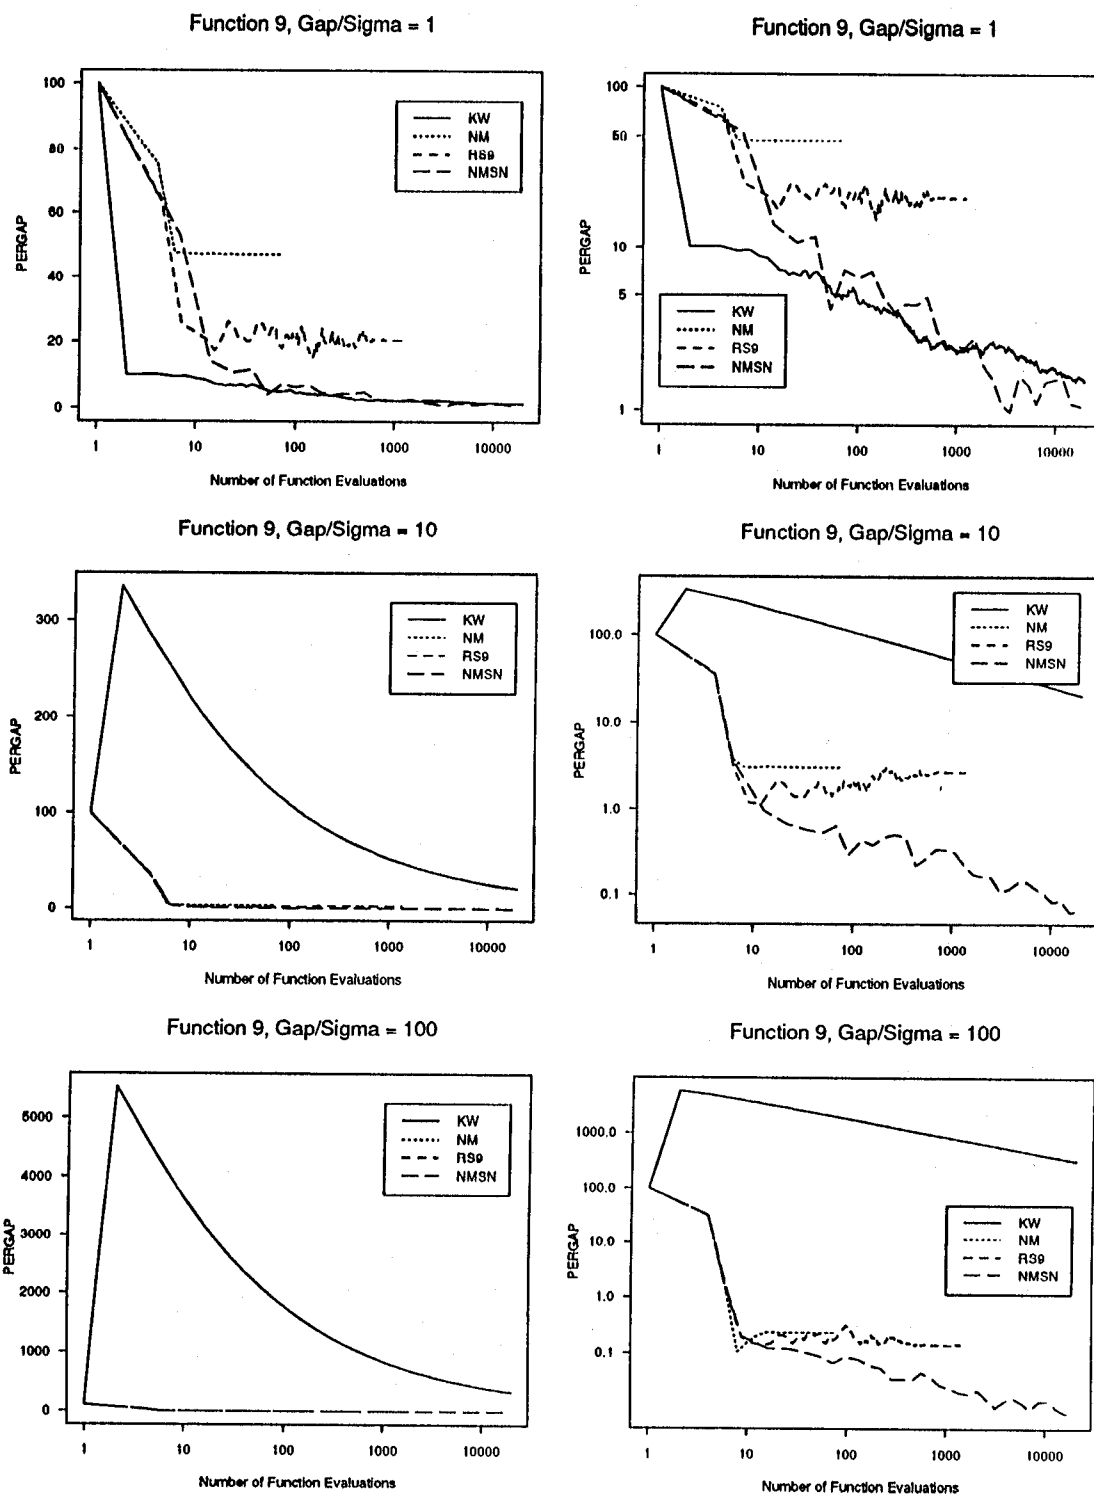 Function 9, Gap/Sigma = 1
PERGAP
100
80
60
40
20
0
KW
NM
RS9
NMSN
1
10
100
1000
10000
Number of Function Evaluations
Function 9, Gap/Sigma = 1
PERGAP
100
50
10
5
1
KW
NM
RS9
NMSN
1
10
100
1000
10000
Number of Function Evaluations
Function 9, Gap/Sigma = 10
PERGAP
300
200
100
0
KW
NM
RS9
NMSN
1
10
100
1000
10000
Number of Function Evaluations
Function 9, Gap/Sigma = 10
PERGAP
100.0
10.0
1.0
0.1
KW
NM
RS9
NMSN
1
10
100
1000
10000
Number of Function Evaluations
Function 9, Gap/Sigma = 100
PERGAP
5000
4000
3000
2000
1000
0
KW
NM
RS9
NMSN
1
10
100
1000
10000
Number of Function Evaluations
Function 9, Gap/Sigma = 100
PERGAP
1000.0
100.0
10.0
1.0
0.1
KW
NM
RS9
NMSN
1
10
100
1000
10000
Number of Function Evaluations